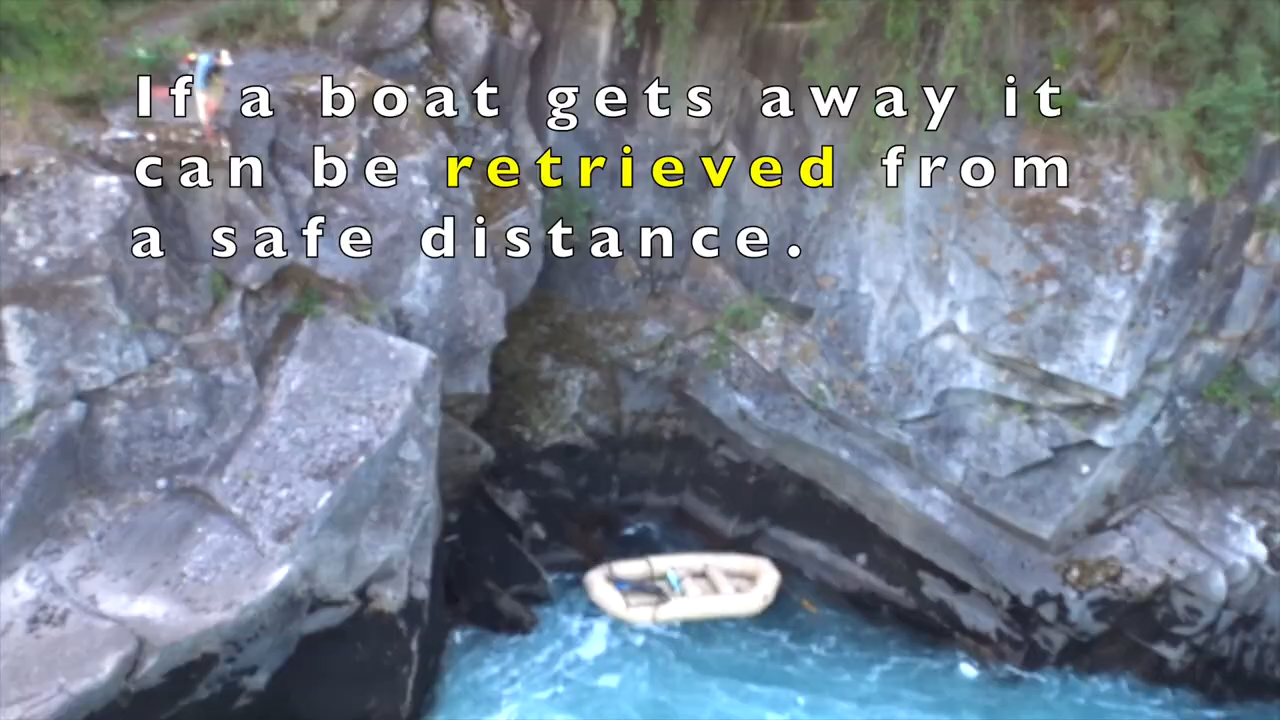 If a boat gets away it
can be retrieved from
a safe distance.